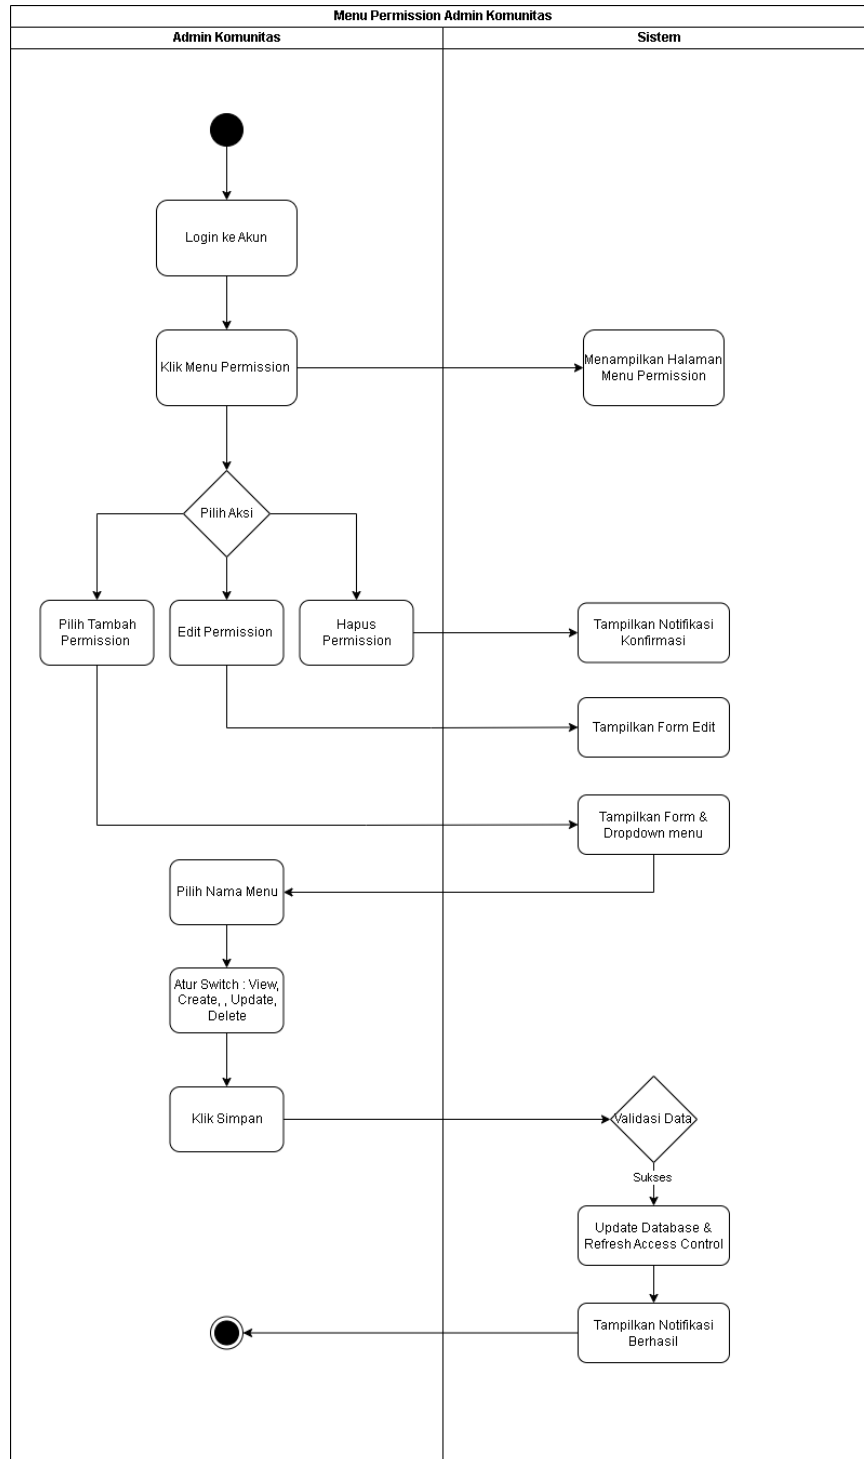 Menu Permission Admin Komunitas
Admin Komunitas
Sistem
Login ke Akun
Klik Menu Permission
Menampilkan Halaman
Menu Permission
Pilih Aksi
Pilih Tambah
Permission
Edit Permission
Hapus
Permission
Tampilkan Notifikasi
Konfirmasi
Tampilkan Form Edit
Tampilkan Form &
Dropdown menu
Pilih Nama Menu
Atur Switch : View,
Create, , Update,
Delete
Klik Simpan
Validasi Data
Sukses
Update Database &
Refresh Access Control
Tampilkan Notifikasi
Berhasil